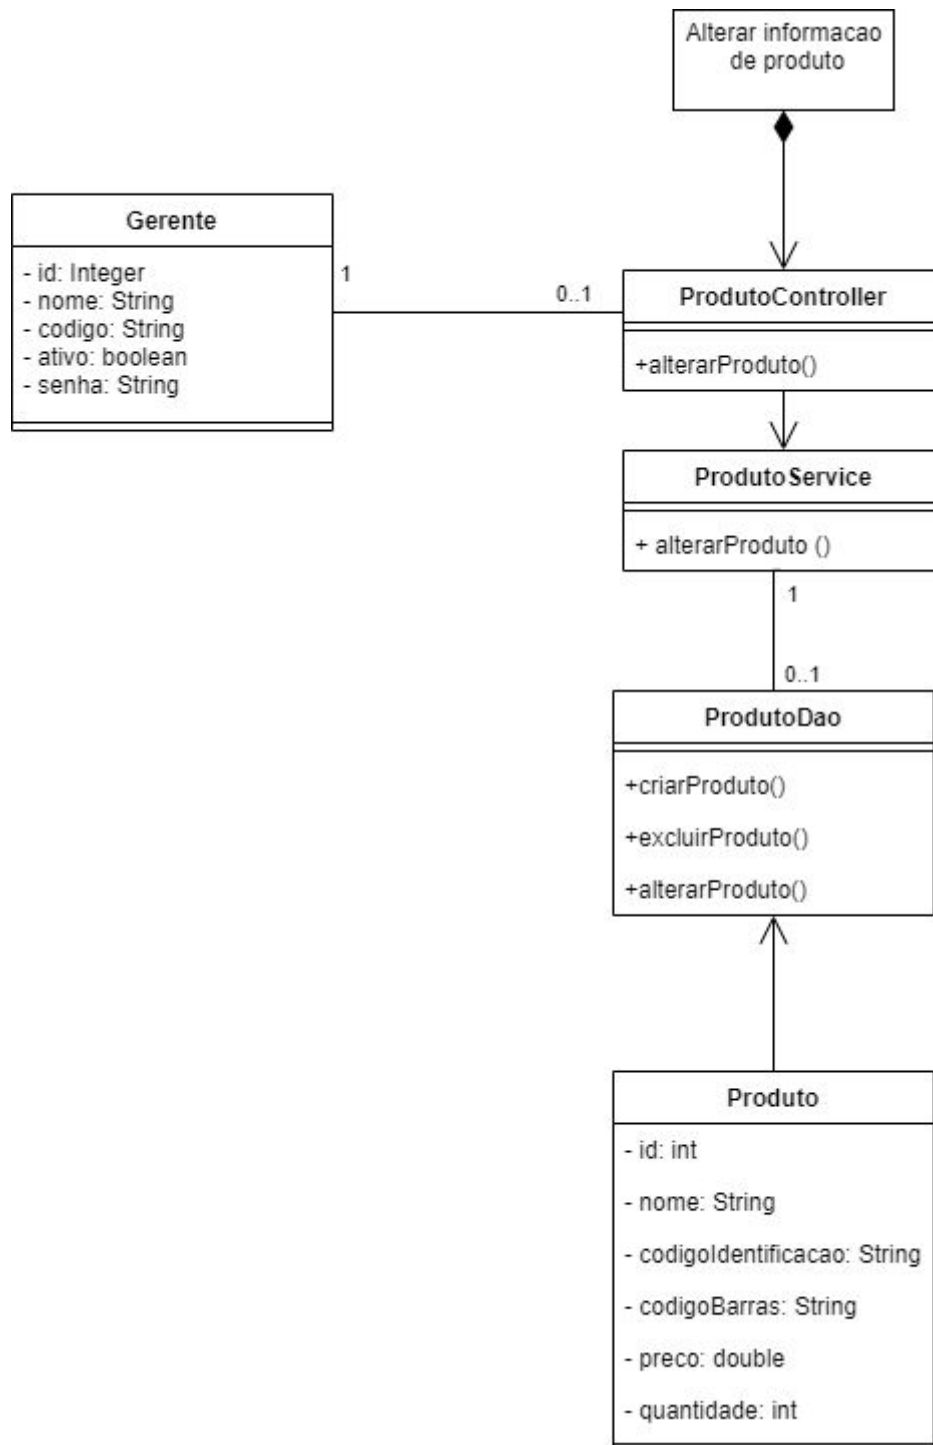 Alterar informacao
de produto
Gerente
- id: Integer
- nome: String
- codigo: String
- ativo: boolean
- senha: String
1
0..1
ProdutoController
+alterarProduto()
ProdutoService
+ alterarProduto ()
1
0..1
ProdutoDao
+criarProduto()
+excluirProduto()
+alterarProduto()
Produto
- id: int
- nome: String
- codigoIdentificacao: String
- codigoBarras: String
- preco: double
- quantidade: int